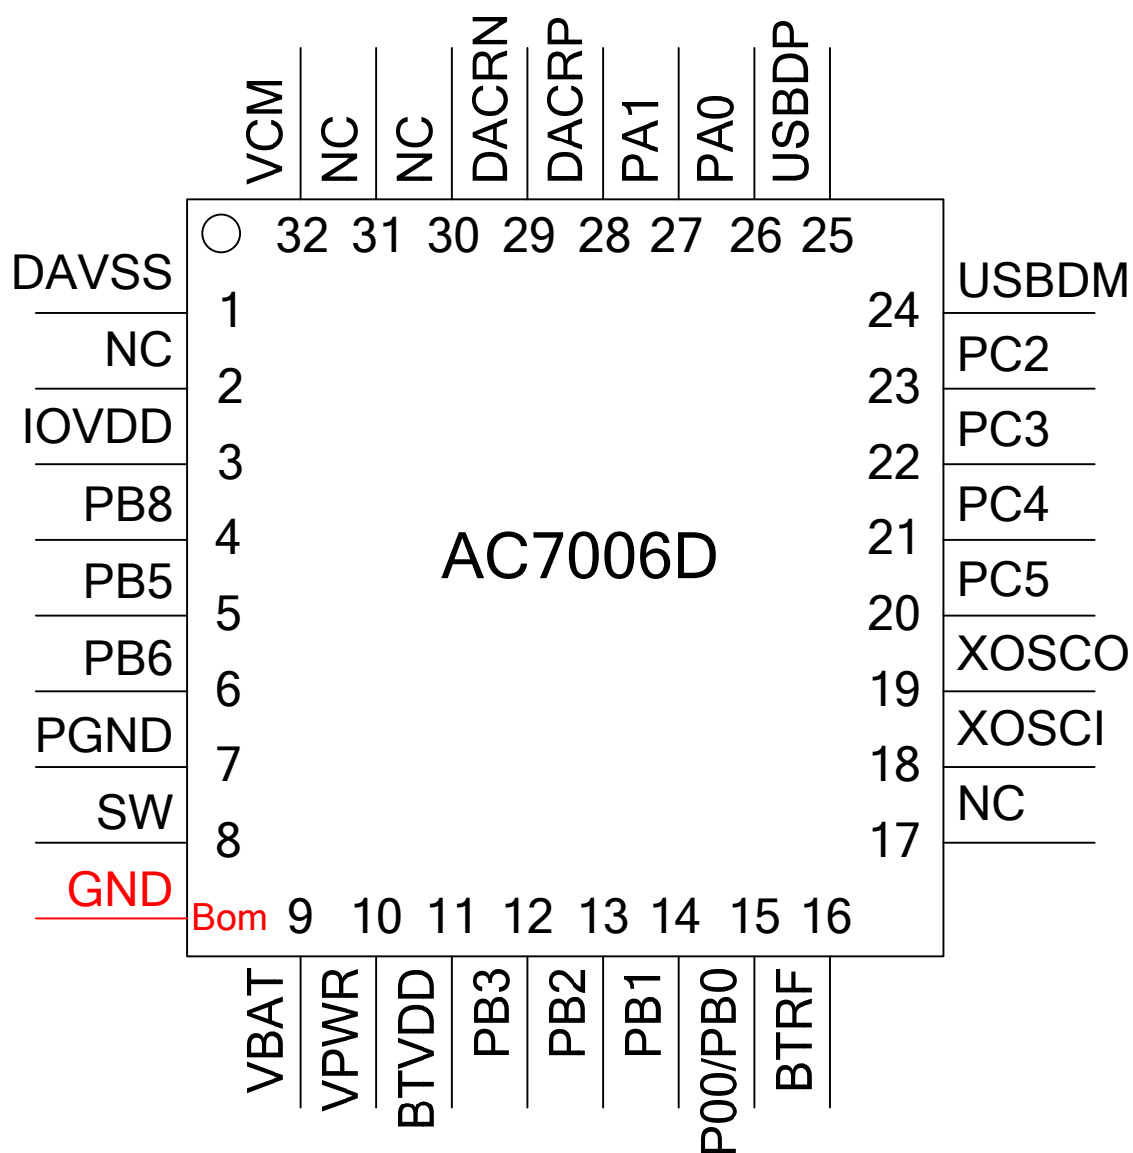 VCM
NC
NC
DACRN
DACRP
PA1
PA0
USBDP
32 31 30 29 28 27 26 25
DAVSS
1
NC
2
IOVDD
3
PB8
4
PB5
5
PB6
6
PGND
7
SW
8
GND
Bom
AC7006D
USBDM
24
PC2
23
PC3
22
PC4
21
PC5
20
XOSCO
19
XOSCI
18
NC
17
9 10 11 12 13 14 15 16
VBAT
VPWR
BTVDD
PB3
PB2
PB1
P00/PB0
BTRF